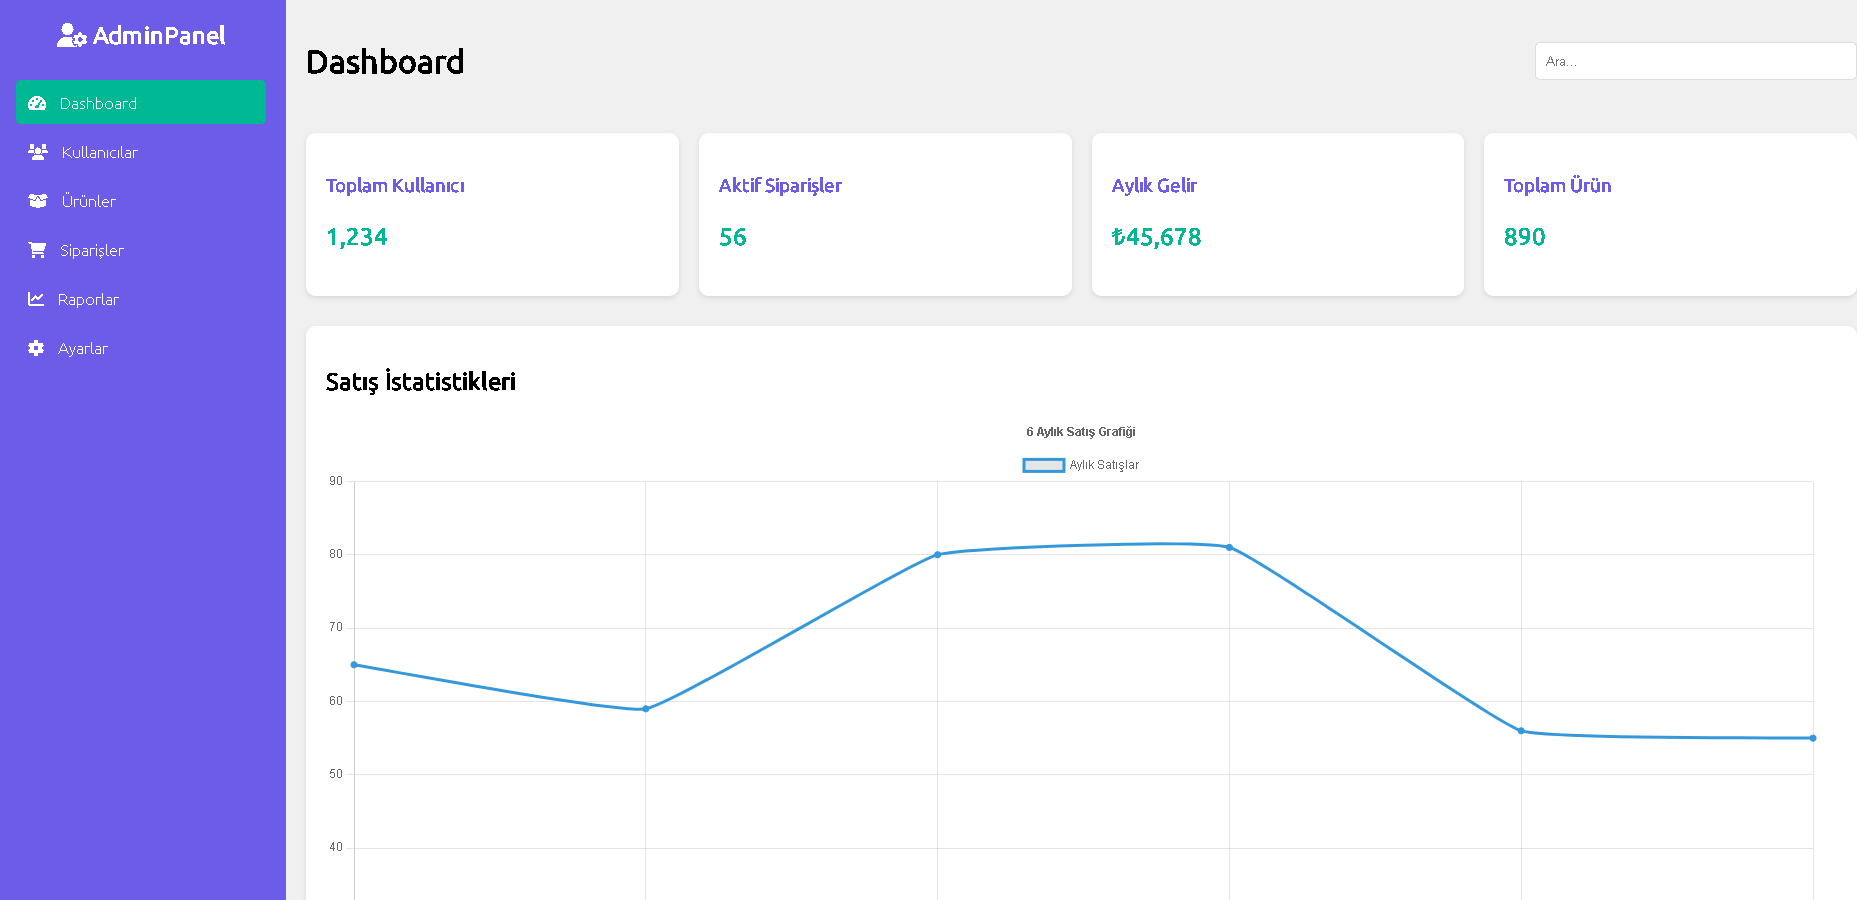 AdminPanel
Dashboard
Kullanıcılar
Ürünler
Siparişler
Raporlar
Ayarlar
Dashboard
Ara...
Toplam Kullanıcı
1,234
Aktif Siparişler
56
Aylık Gelir
₺45,678
Toplam Ürün
890
Satış İstatistikleri
6 Aylık Satış Grafiği
Aylık Satışlar
90
80
70
60
50
40